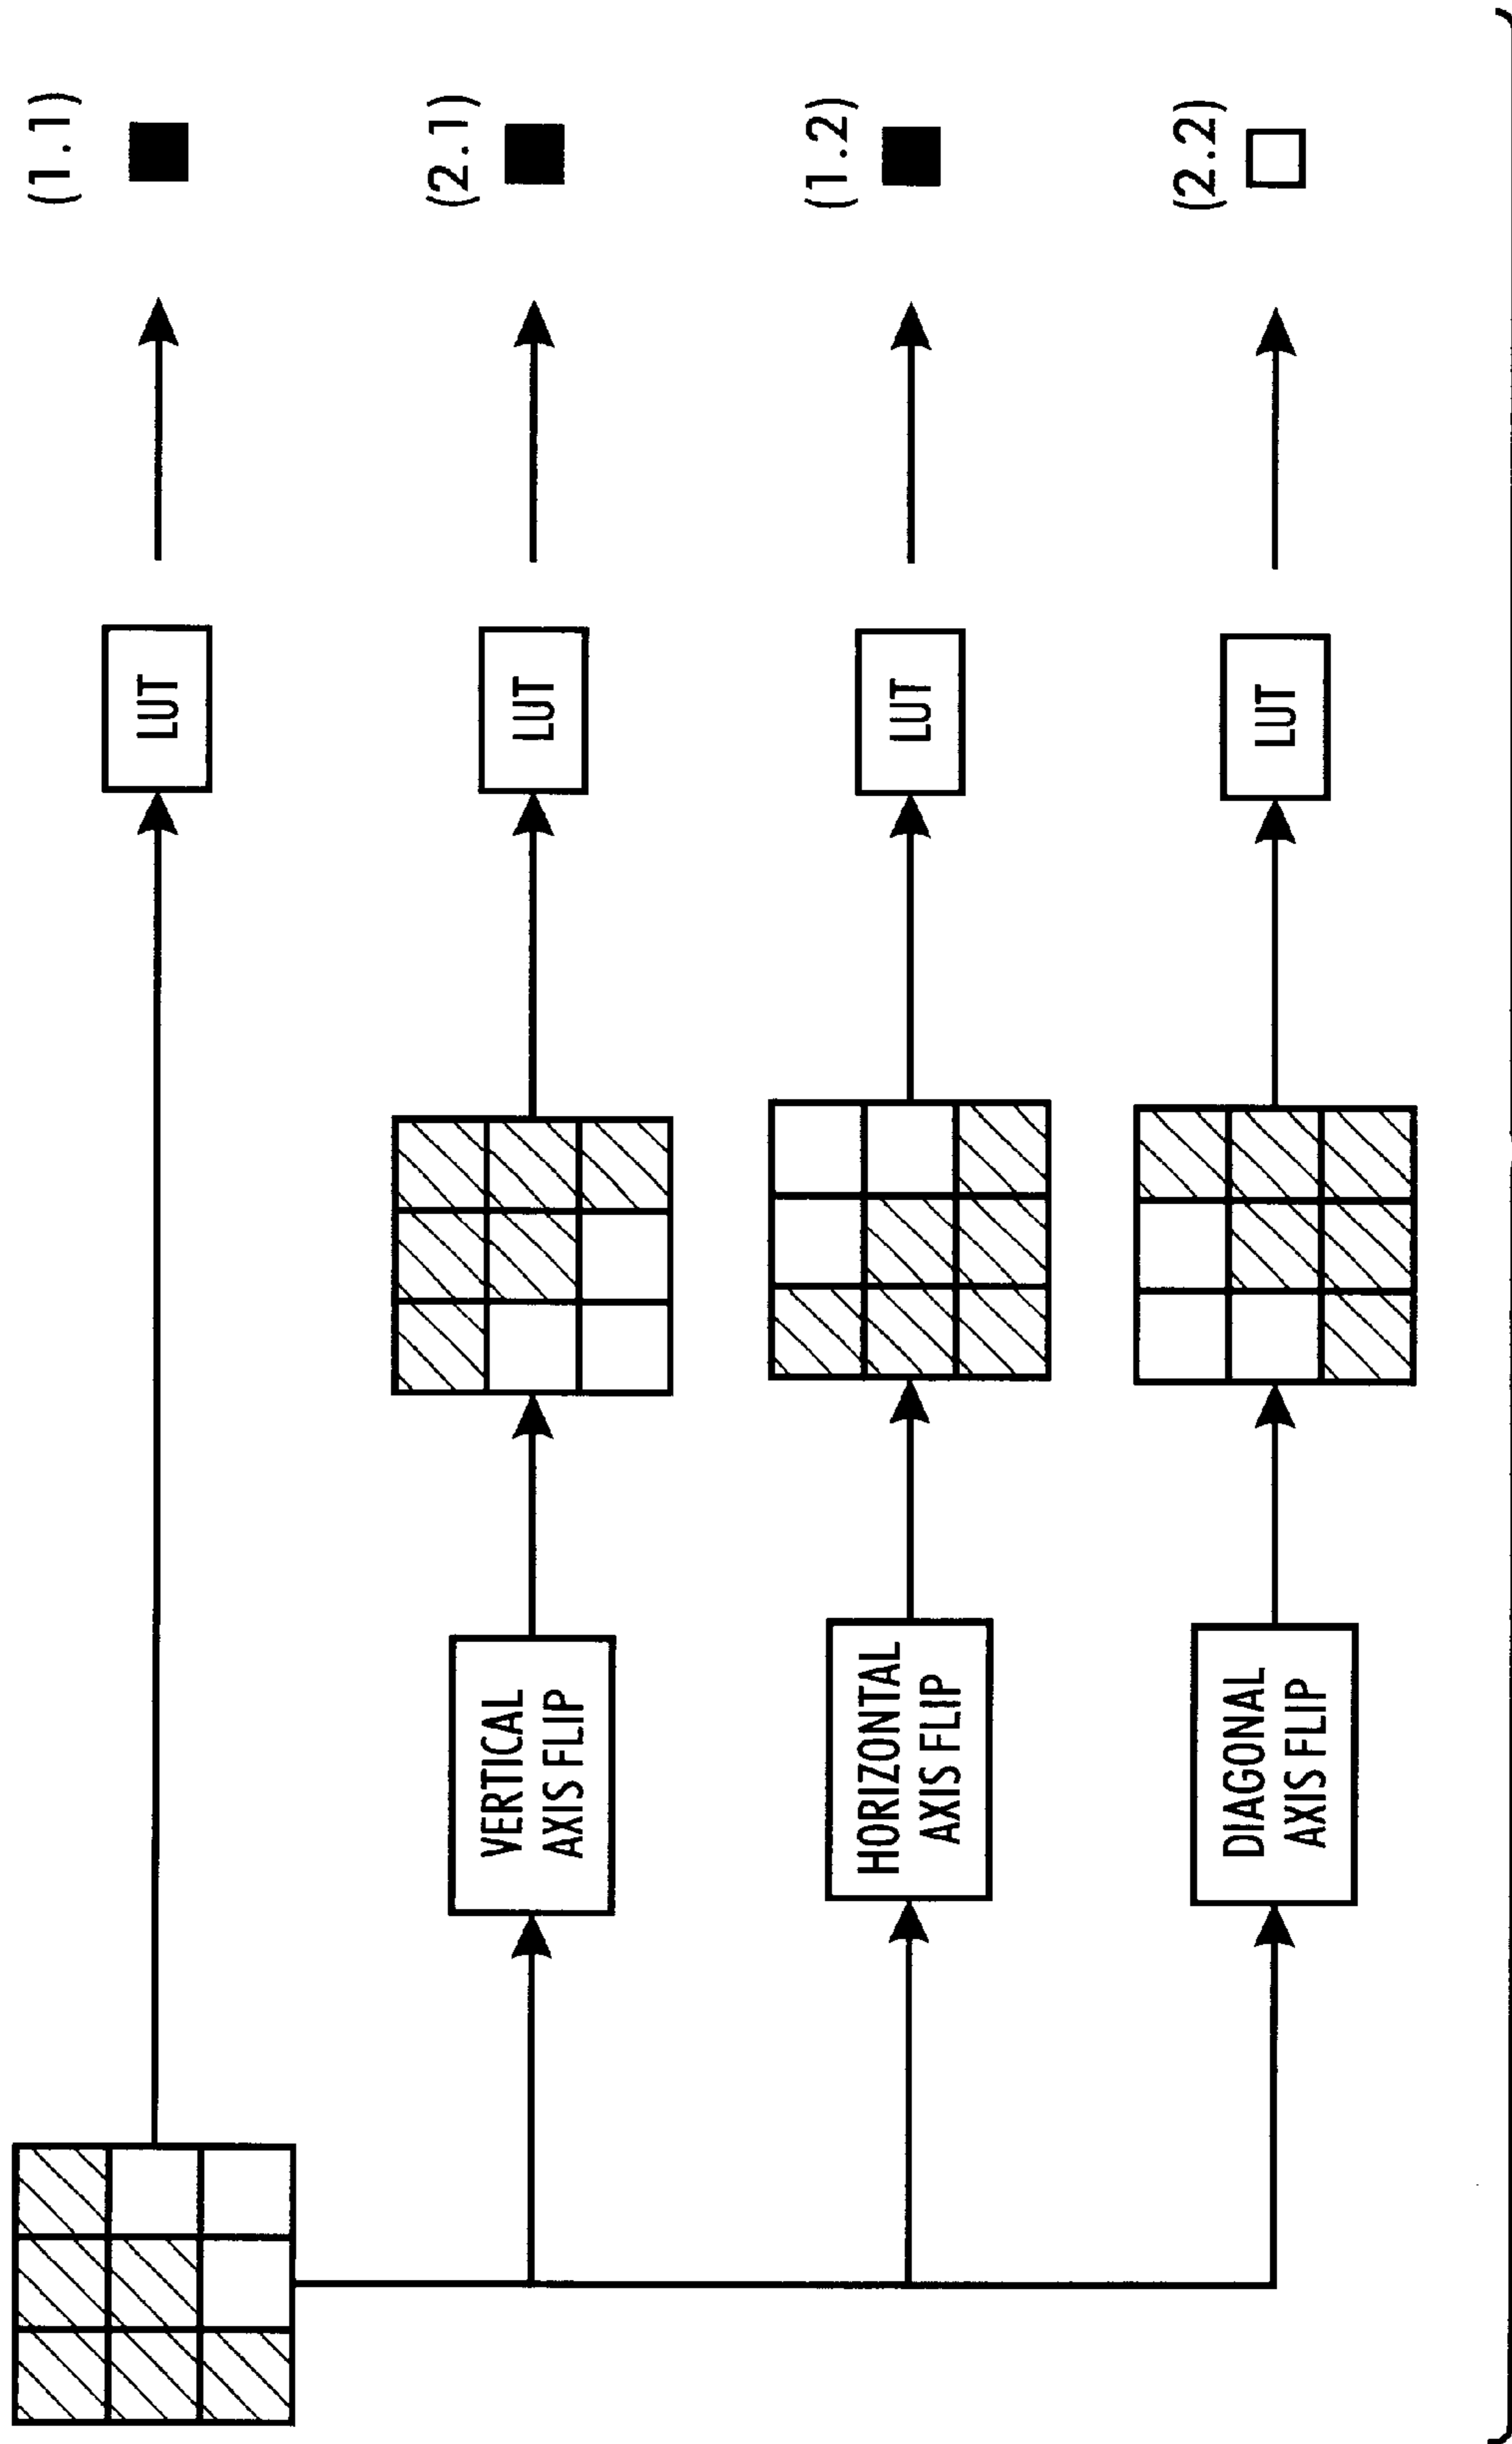 LUT
(1.1)
VERTICAL
AXIS FLIP
LUT
(2.1)
HORIZONTAL
AXIS FLIP
LUT
(1.2)
DIAGONAL
AXIS FLIP
LUT
(2.2)